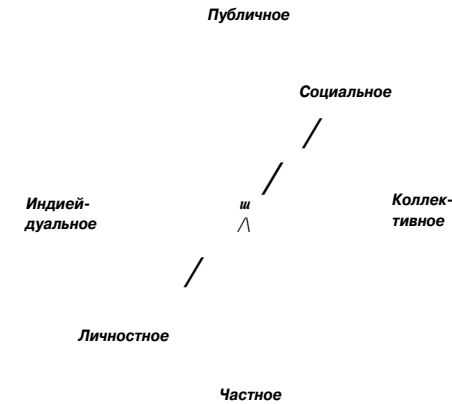 Публичное
Социальное
Индией-
дуальное
ш
Коллек-
тивное
Личностное
Частное